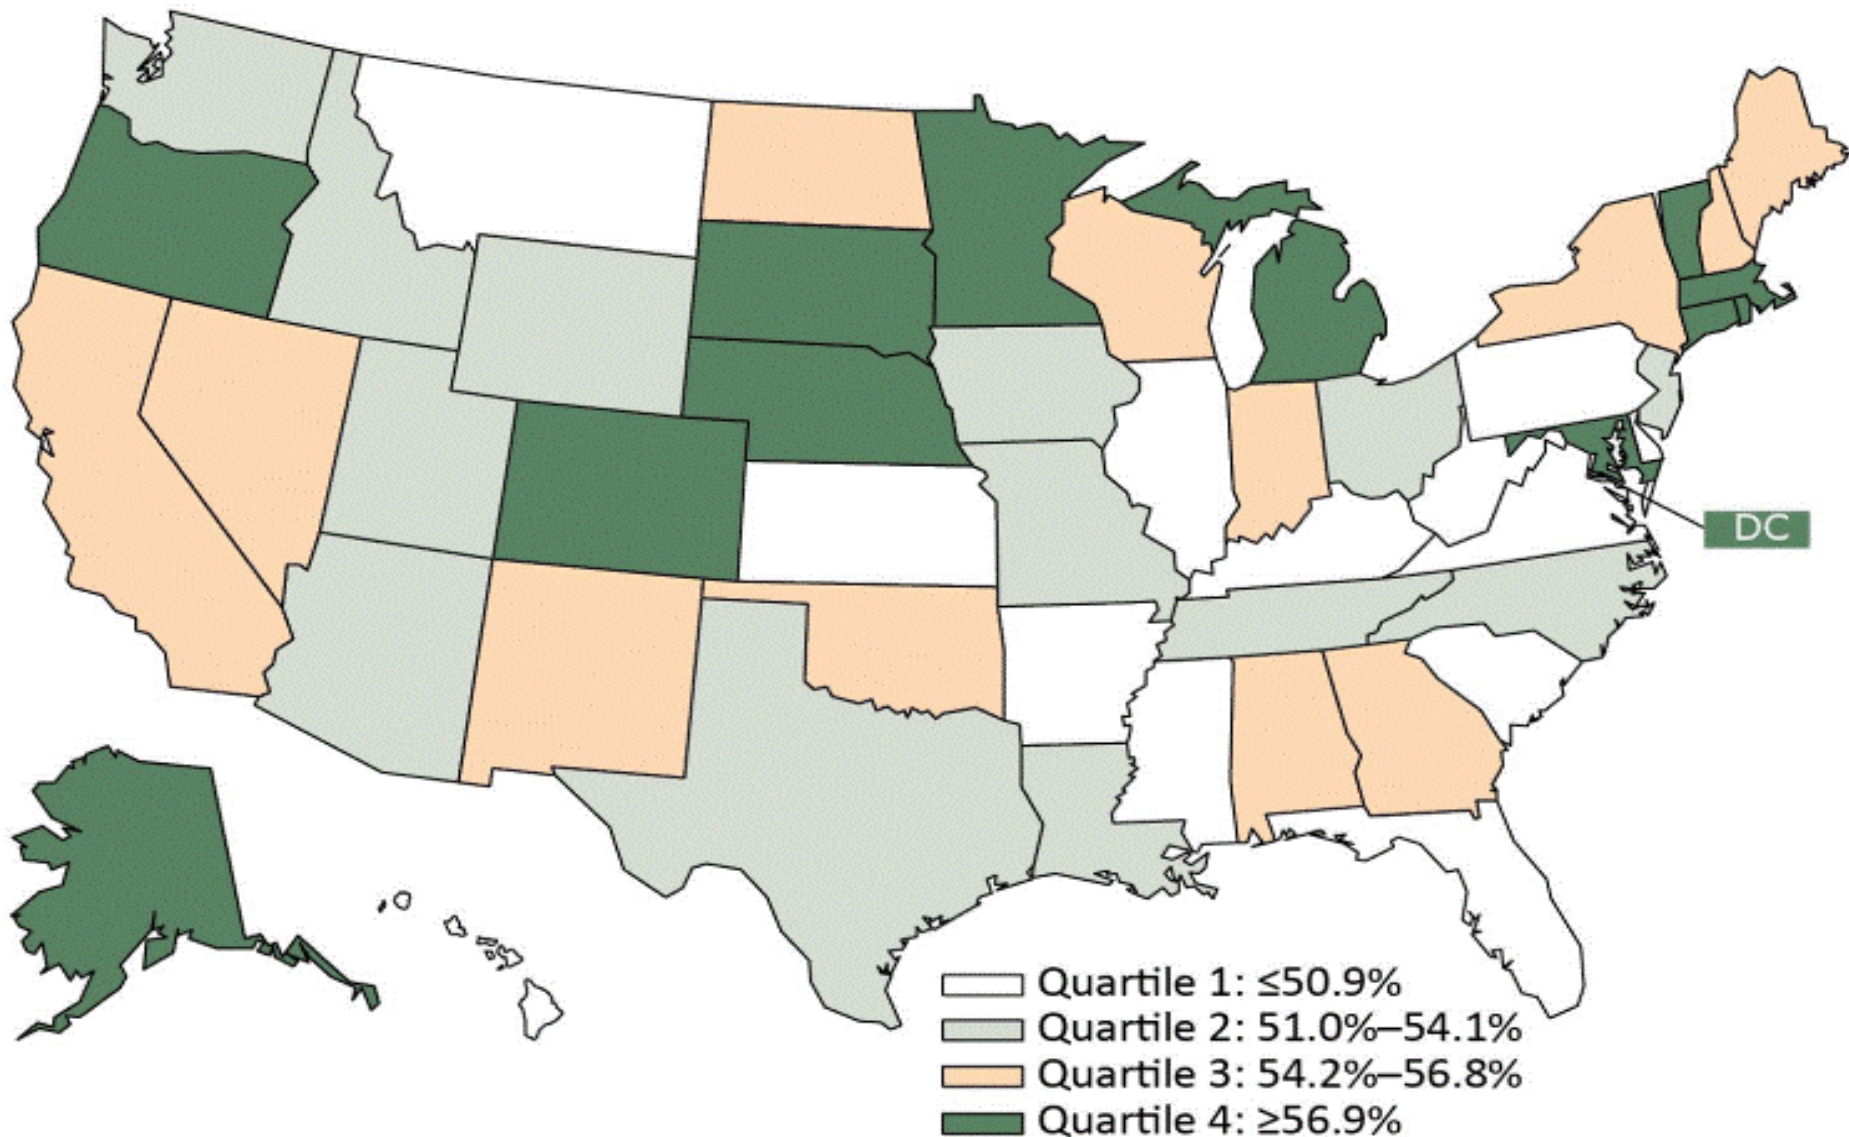 DC
Quartile 1: ≤50.9%
Quartile 2: 51.0%–54.1%
Quartile 3: 54.2%–56.8%
Quartile 4: ≥56.9%